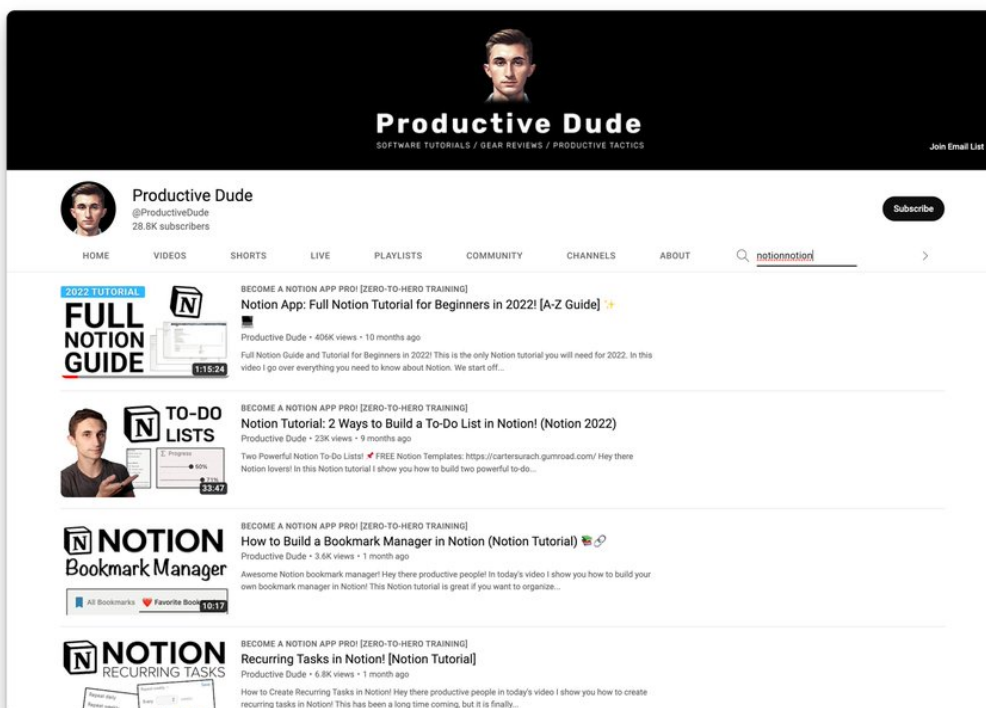 Productive Dude
SOFTWARE TUTORIALS / GEAR REVIEWS / PRODUCTIVE TACTICS
Join Email List
Productive Dude
@ProductiveDude
28.8K subscribers
Subscribe
HOME VIDEOS SHORTS LIVE PLAYLISTS COMMUNITY CHANNELS ABOUT notionnotion
2022 TUTORIAL
FULL
NOTION
GUIDE
1:15:24
BECOME A NOTION APP PRO! [ZERO-TO-HERO TRAINING]
Notion App: Full Notion Tutorial for Beginners in 2022! [A-Z Guide] ✨
💻
Productive Dude • 406K views • 10 months ago
Full Notion Guide and Tutorial for Beginners in 2022! This is the only Notion tutorial you will need for 2022. In this
video I go over everything you need to know about Notion. We start off...
N TO-DO
LISTS
Progress
60%
33:47
BECOME A NOTION APP PRO! [ZERO-TO-HERO TRAINING]
Notion Tutorial: 2 Ways to Build a To-Do List in Notion! (Notion 2022)
Productive Dude • 23K views • 9 months ago
Two Powerful Notion To-Do Lists! 📌 FREE Notion Templates: https://cartersurach.gumroad.com/ Hey there
Notion lovers! In this Notion tutorial I show you how to build two powerful to-do...
N NOTION
Bookmark Manager
All Bookmarks ❤️ Favorite Book
10:17
BECOME A NOTION APP PRO! [ZERO-TO-HERO TRAINING]
How to Build a Bookmark Manager in Notion (Notion Tutorial) 📚🔗
Productive Dude • 3.6K views • 1 month ago
Awesome Notion bookmark manager! Hey there productive people! In today's video I show you how to build your
own bookmark manager in Notion! This Notion tutorial is great if you want to organize...
N NOTION
RECURRING TASKS
Repeat daily
BECOME A NOTION APP PRO! [ZERO-TO-HERO TRAINING]
Recurring Tasks in Notion! [Notion Tutorial]
Productive Dude • 6.8K views • 1 month ago
How to Create Recurring Tasks in Notion! Hey there productive people in today's video I show you how to create
recurring tasks in Notion! This has been a long time coming, but it is finally...